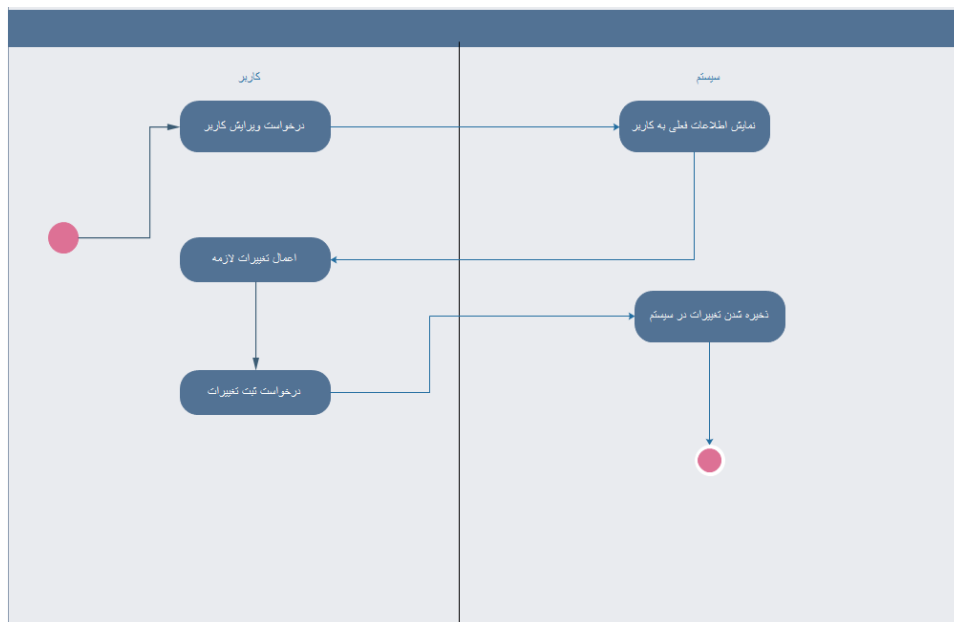 کاربر
سیستم
درخواست ویرایش کاربر
نمایش اطلاعات فعلی به کاربر
اعمال تغییرات لازمه
ذخیره شدن تغییرات در سیستم
درخواست ثبت تغییرات